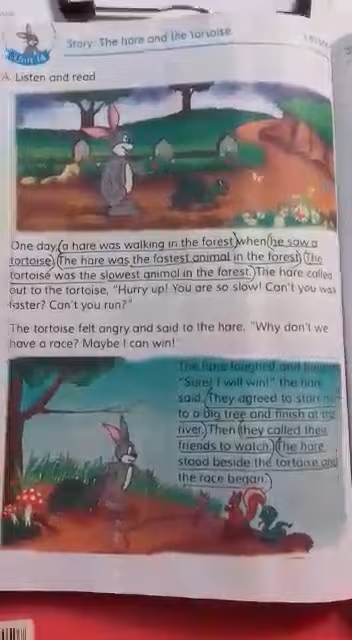 Story: The hare and the tortoise
A. Listen and read
One day, a hare was walking in the forest when he saw a
tortoise. The hare was the fastest animal in the forest. The
tortoise was the slowest animal in the forest. The hare called
out to the tortoise, "Hurry up! You are so slow! Can't you
faster? Can't you run?"
The tortoise felt angry and said to the hare, "Why don't we
have a race? Maybe I can win!"
The hare laughed and
"Sure! I will win!" the hare
said. They agreed to start
to a big tree and finish at the
river. Then they called their
friends to watch. The hare
stood beside the tortoise and
the race began.